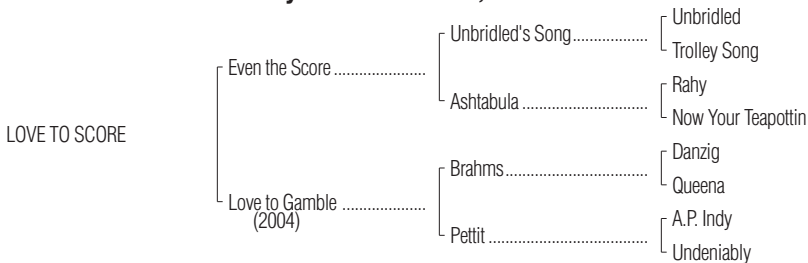 Unbridled
Unbridled's Song.................
Trolley Song
Even the Score ......................
Rahy
Ashtabula ............................
Now Your Teapottin
LOVE TO SCORE
Danzig
Brahms................................
Queena
Love to Gamble ....................
(2004)
A.P. Indy
Pettit ....................................
Undeniably